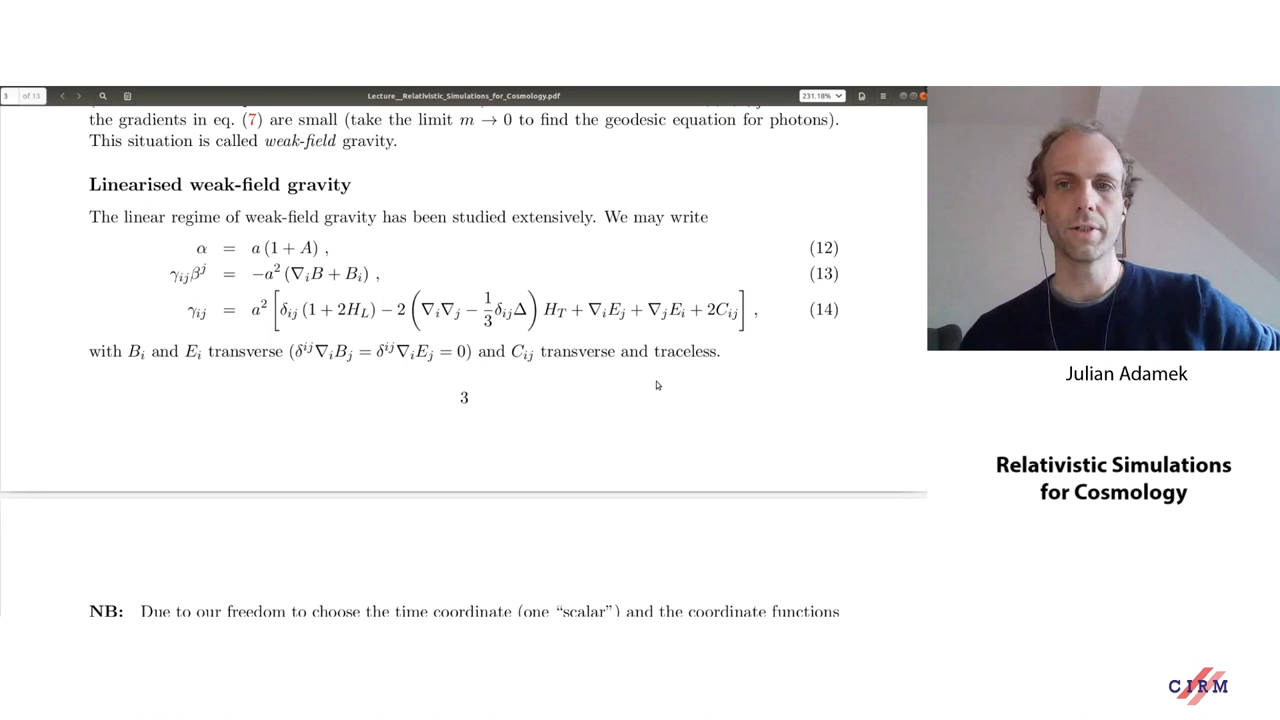 3 of 13
Lecture__Relativistic_Simulations_for_Cosmology.pdf
231.18%
the gradients in eq. (7) are small (take the limit m → 0 to find the geodesic equation for photons).
This situation is called weak-field gravity.
Linearised weak-field gravity
The linear regime of weak-field gravity has been studied extensively. We may write
α = a (1 + A) , (12)
γ_ij β^j = −a² (∇_i B + B_i) , (13)
γ_ij = a² [δ_ij (1 + 2H_L) − 2 (∇_i ∇_j − 1/3 δ_ij Δ) H_T + ∇_i E_j + ∇_j E_i + 2C_ij] , (14)
with B_i and E_i transverse (δ^ij ∇_i B_j = δ^ij ∇_i E_j = 0) and C_ij transverse and traceless.
3
NB: Due to our freedom to choose the time coordinate (one “scalar”) and the coordinate functions
Julian Adamek
Relativistic Simulations
for Cosmology
CIRM